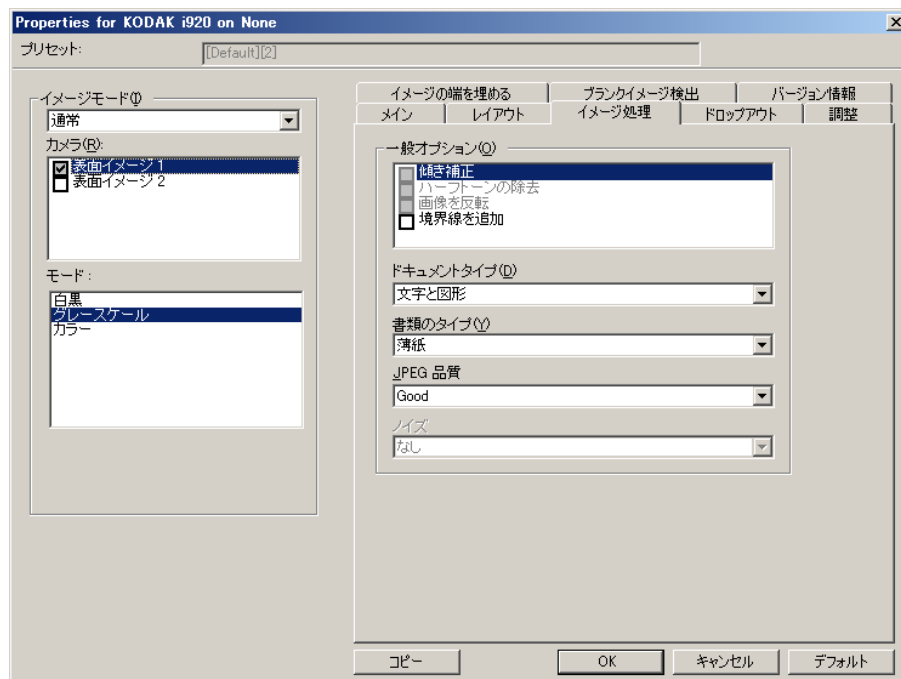 Properties for KODAK i920 on None
プリセット:
[Default][2]
イメージモード(I)
通常
カメラ(R):
表面イメージ 1
表面イメージ 2
モード :
白黒
グレースケール
カラー
イメージの端を埋める
ブランクイメージ検出
バージョン情報
メイン
レイアウト
イメージ処理
ドロップアウト
調整
一般オプション(O)
傾き補正
ハーフトーンの除去
画像を反転
境界線を追加
ドキュメントタイプ(D)
文字と図形
書類のタイプ(Y)
薄紙
JPEG 品質
Good
ノイズ
なし
コピー
OK
キャンセル
デフォルト